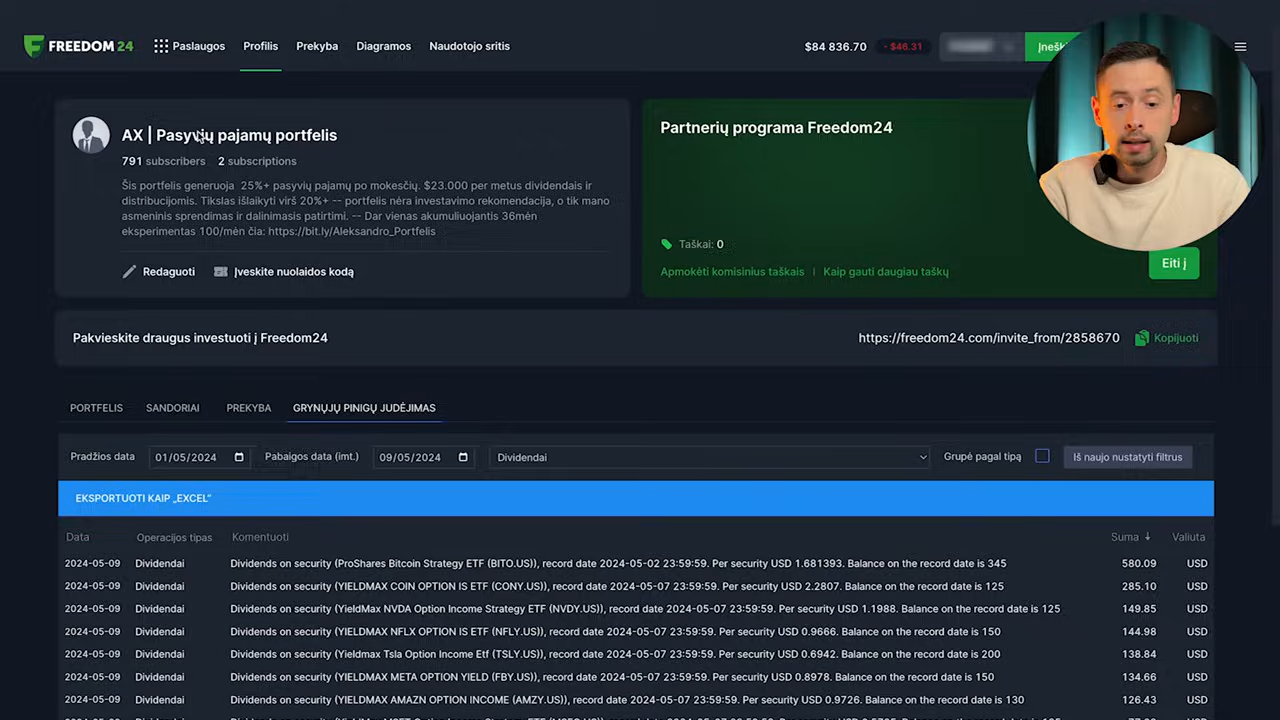 FREEDOM 24
Paslaugos
Profilis
Prekyba
Diagramos
Naudotojo sritis
$84 836.70
- $46.31
AX | Pasyvių pajamų portfelis
791 subscribers 2 subscriptions
Šis portfelis generuoja 25%+ pasyvių pajamų po mokesčių. $23.000 per metus dividendais ir
distribucijomis. Tikslas išlaikyti virš 20%+ -- portfelis nėra investavimo rekomendacija, o tik mano
asmeninis sprendimas ir dalinimasis patirtimi. -- Dar vienas akumuliuojantis 36mėn
eksperimentas 100/mėn čia: https://bit.ly/Aleksandro_Portfelis
Redaguoti
Įveskite nuolaidos kodą
Partnerių programa Freedom24
Taškai: 0
Apmokėti komisinius taškais | Kaip gauti daugiau taškų
Eiti į
Pakvieskite draugus investuoti į Freedom24
https://freedom24.com/invite_from/2858670
Kopijuoti
PORTFELIS
SANDORIAI
PREKYBA
GRYNŲJŲ PINIGŲ JUDĖJIMAS
Pradžios data 01/05/2024 Pabaigos data (imt.) 09/05/2024 Dividendai Grupė pagal tipą Iš naujo nustatyti filtrus
EKSPORTUOTI KAIP „EXCEL“
Data Operacijos tipas Komentuoti Suma Valiuta
2024-05-09 Dividendai Dividends on security (ProShares Bitcoin Strategy ETF (BITO.US)), record date 2024-05-02 23:59:59. Per security USD 1.681393. Balance on the record date is 345 580.09 USD
2024-05-09 Dividendai Dividends on security (YIELDMAX COIN OPTION IS ETF (CONY.US)), record date 2024-05-07 23:59:59. Per security USD 2.2807. Balance on the record date is 125 285.10 USD
2024-05-09 Dividendai Dividends on security (YieldMax NVDA Option Income Strategy ETF (NVDY.US)), record date 2024-05-07 23:59:59. Per security USD 1.1988. Balance on the record date is 125 149.85 USD
2024-05-09 Dividendai Dividends on security (YIELDMAX NFLX OPTION IS ETF (NFLY.US)), record date 2024-05-07 23:59:59. Per security USD 0.9666. Balance on the record date is 150 144.98 USD
2024-05-09 Dividendai Dividends on security (Yieldmax Tsla Option Income Etf (TSLY.US)), record date 2024-05-07 23:59:59. Per security USD 0.6942. Balance on the record date is 200 138.84 USD
2024-05-09 Dividendai Dividends on security (YIELDMAX META OPTION YIELD (FBY.US)), record date 2024-05-07 23:59:59. Per security USD 0.8978. Balance on the record date is 150 134.66 USD
2024-05-09 Dividendai Dividends on security (YIELDMAX AMAZN OPTION INCOME (AMZY.US)), record date 2024-05-07 23:59:59. Per security USD 0.9726. Balance on the record date is 130 126.43 USD